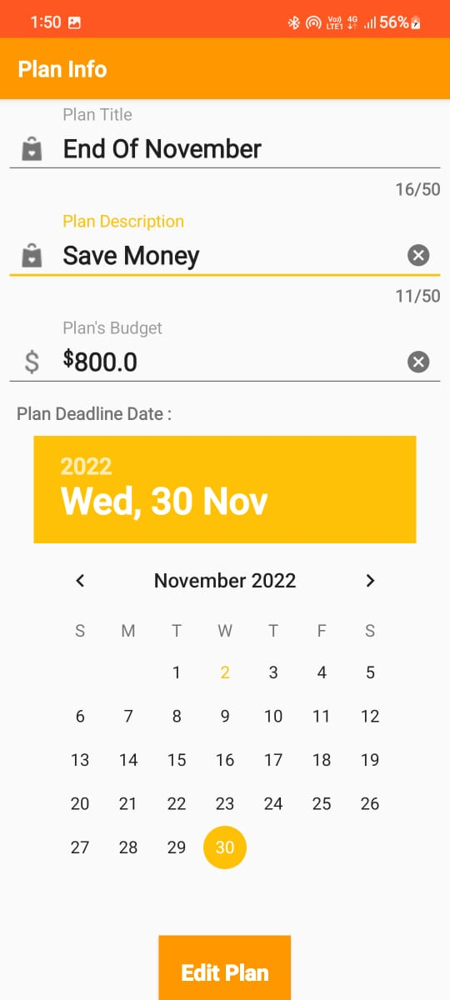 1:50 Vo)) LTE1 4G 56%
Plan Info
Plan Title
End Of November
16/50
Plan Description
Save Money
11/50
Plan's Budget
$ $800.0
Plan Deadline Date :
2022
Wed, 30 Nov
November 2022
S M T W T F S
1 2 3 4 5
6 7 8 9 10 11 12
13 14 15 16 17 18 19
20 21 22 23 24 25 26
27 28 29 30
Edit Plan